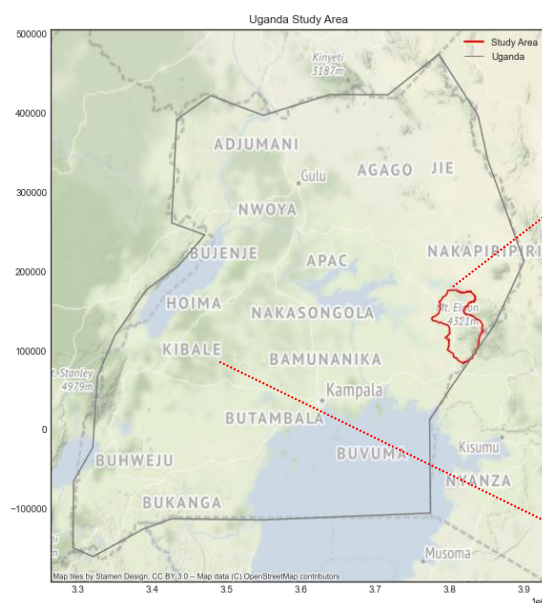 Uganda Study Area
500000
Study Area
Uganda
Kinyeti
3187m
400000
ADJUMANI
AGAGO
JIE
Gulu
300000
NWOYA
BUJENJE
APAC
NAKAPIRIPIRI
200000
HOIMA
NAKASONGOLA
Mt. Elgon
4321m
KIBALE
BAMUNANIKA
100000
t. Stanley
4979m
Kampala
BUTAMBALA
0
Kisumu
BUHWEJU
BUVUMA
NYANZA
BUKANGA
−100000
Musoma
Map tiles by Stamen Design, CC BY 3.0 -- Map data (C) OpenStreetMap contributors
3.3
3.4
3.5
3.6
3.7
3.8
3.9